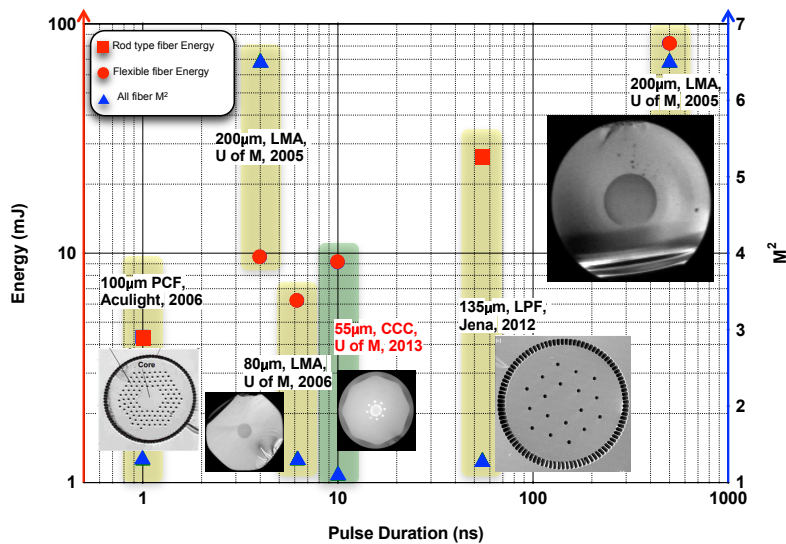 100
7
Rod type fiber Energy
Flexible fiber Energy
All fiber M²
6
200µm, LMA,
U of M, 2005
200µm, LMA,
U of M, 2005
5
Energy (mJ)
10
4
M²
100µm PCF,
Aculight, 2006
135µm, LPF,
Jena, 2012
55µm, CCC,
U of M, 2013
3
80µm, LMA,
U of M, 2006
Core
2
1
1
1
10
100
1000
Pulse Duration (ns)